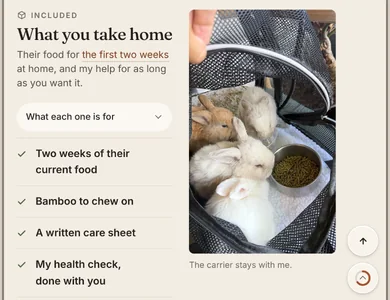 INCLUDED
What you take home
Their food for the first two weeks
at home, and my help for as long
as you want it.
What each one is for
Two weeks of their
current food
Bamboo to chew on
A written care sheet
My health check,
done with you
The carrier stays with me.